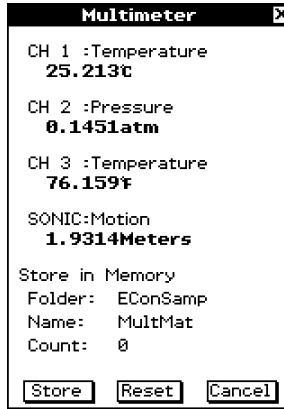 Multimeter X
CH 1 :Temperature
25.213℃
CH 2 :Pressure
0.1451atm
CH 3 :Temperature
76.159℉
SONIC:Motion
1.9314Meters
Store in Memory
Folder: EConSamp
Name: MultMat
Count: 0
Store Reset Cancel